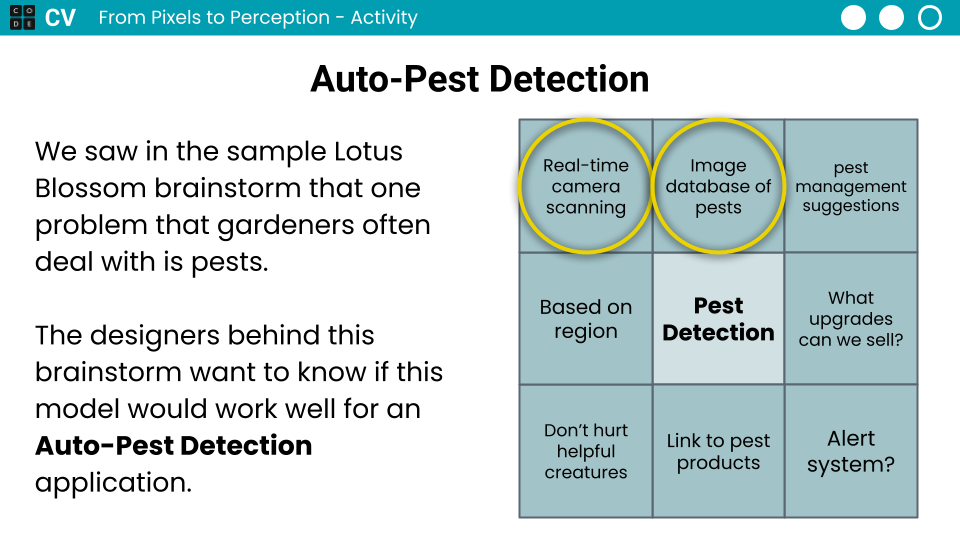 CODE
CV
From Pixels to Perception - Activity
Auto-Pest Detection
We saw in the sample Lotus
Blossom brainstorm that one
problem that gardeners often
deal with is pests.
The designers behind this
brainstorm want to know if this
model would work well for an
Auto-Pest Detection
application.
Real-time
camera
scanning
Image
database of
pests
pest
management
suggestions
Based on
region
Pest
Detection
What
upgrades
can we sell?
Don’t hurt
helpful
creatures
Link to pest
products
Alert
system?